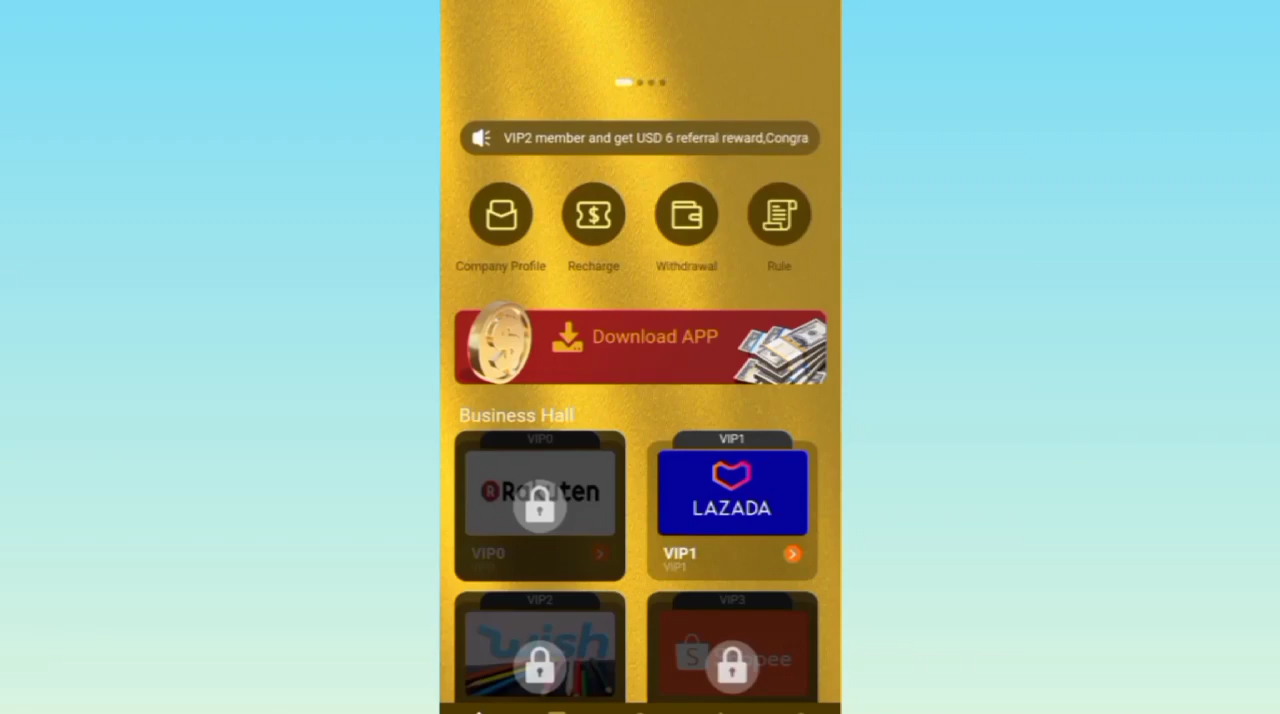 VIP2 member and get USD 6 referral reward,Congra
Company Profile
Recharge
Withdrawal
Rule
Download APP
Business Hall
VIP0
VIP1
Rakuten
LAZADA
VIP0
VIP1
VIP1
VIP2
VIP3
wish
S